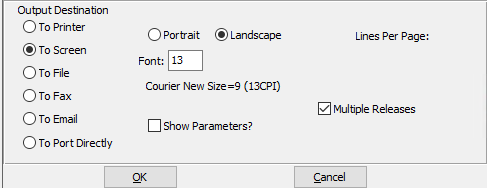 Output Destination
To Printer
To Screen
To File
To Fax
To Email
To Port Directly
Portrait
Landscape
Lines Per Page:
Font: 13
Courier New Size=9 (13CPI)
Multiple Releases
Show Parameters?
OK
Cancel